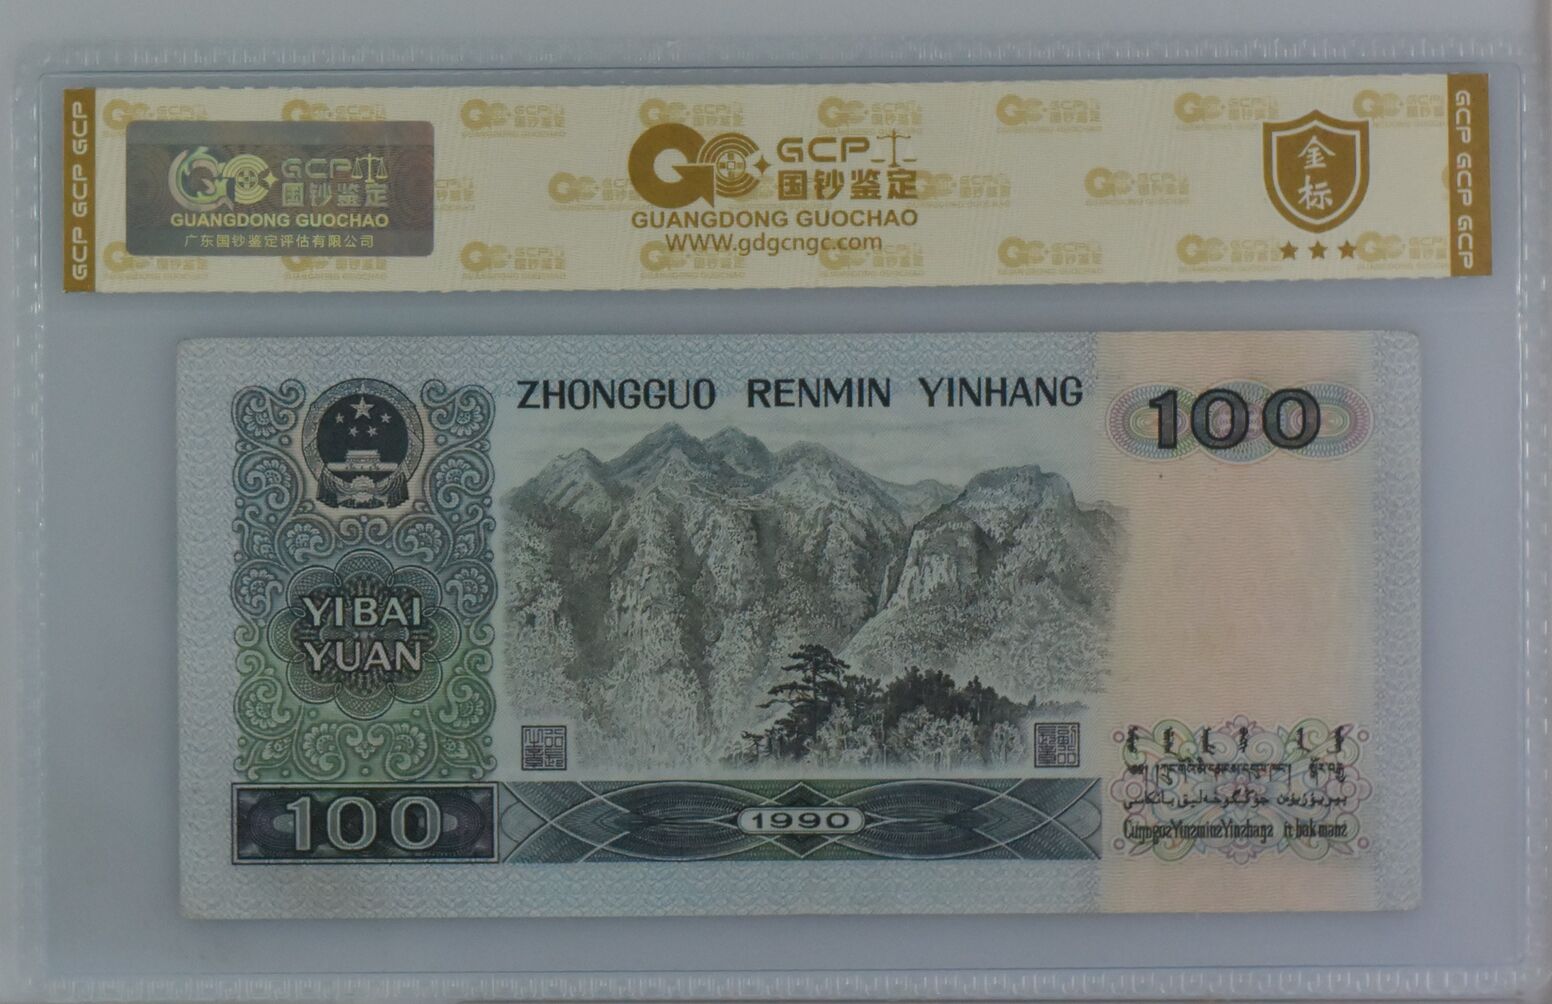 GCP GCP GCP
GCP
国钞鉴定
GUANGDONG GUOCHAO
广东国钞鉴定评估有限公司
GCP
国钞鉴定
GUANGDONG GUOCHAO
WWW.gdgcngc.com
金
标
GCP GCP GCP
ZHONGGUO RENMIN YINHANG
100
YIBAI
YUAN
100
1990